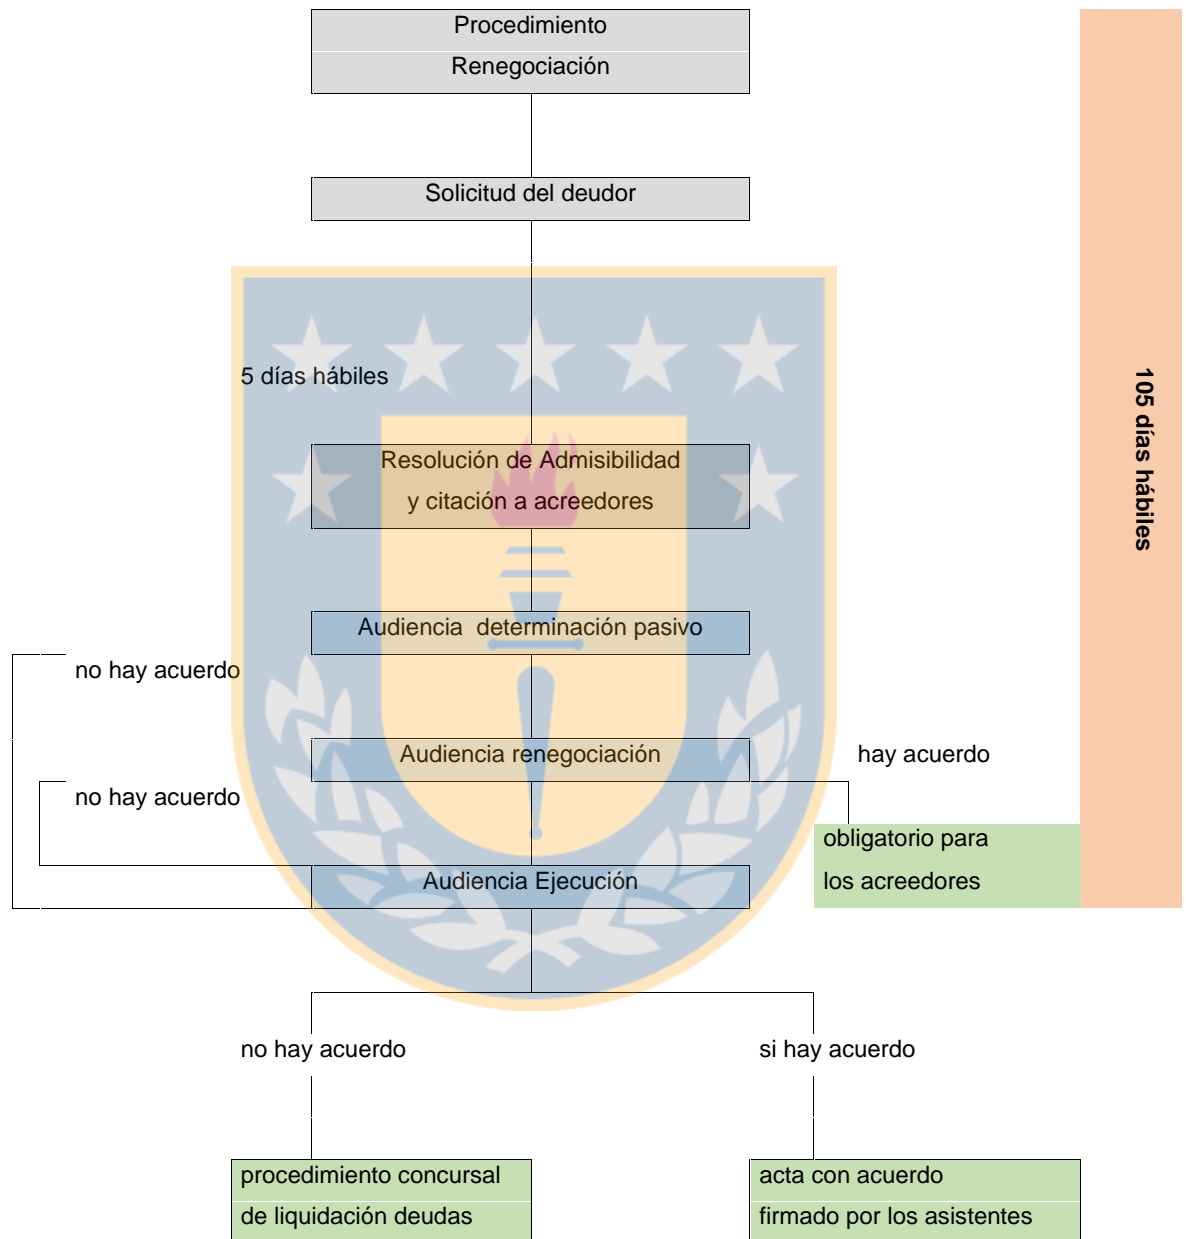 Procedimiento
Renegociación
Solicitud del deudor
5 días hábiles
Resolución de Admisibilidad
y citación a acreedores
Audiencia determinación pasivo
no hay acuerdo
Audiencia renegociación
hay acuerdo
no hay acuerdo
obligatorio para
los acreedores
Audiencia Ejecución
105 días hábiles
no hay acuerdo
si hay acuerdo
procedimiento concursal
de liquidación deudas
acta con acuerdo
firmado por los asistentes